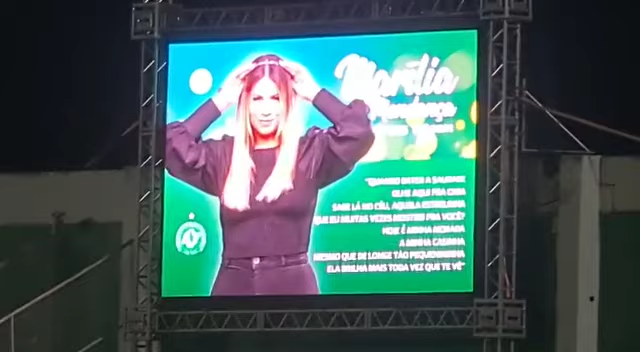 Marília
Mendonça
"QUANDO BATER A SAUDADE
OLHE AQUI PRA CIMA
SABE LÁ NO CÉU, AQUELA ESTRELINHA
QUE EU MUITAS VEZES MOSTREI PRA VOCÊ?
HOJE É MINHA MORADA
A MINHA CASINHA
MESMO QUE DE LONGE TÃO PEQUENININHA
ELA BRILHA MAIS TODA VEZ QUE TE VÊ"